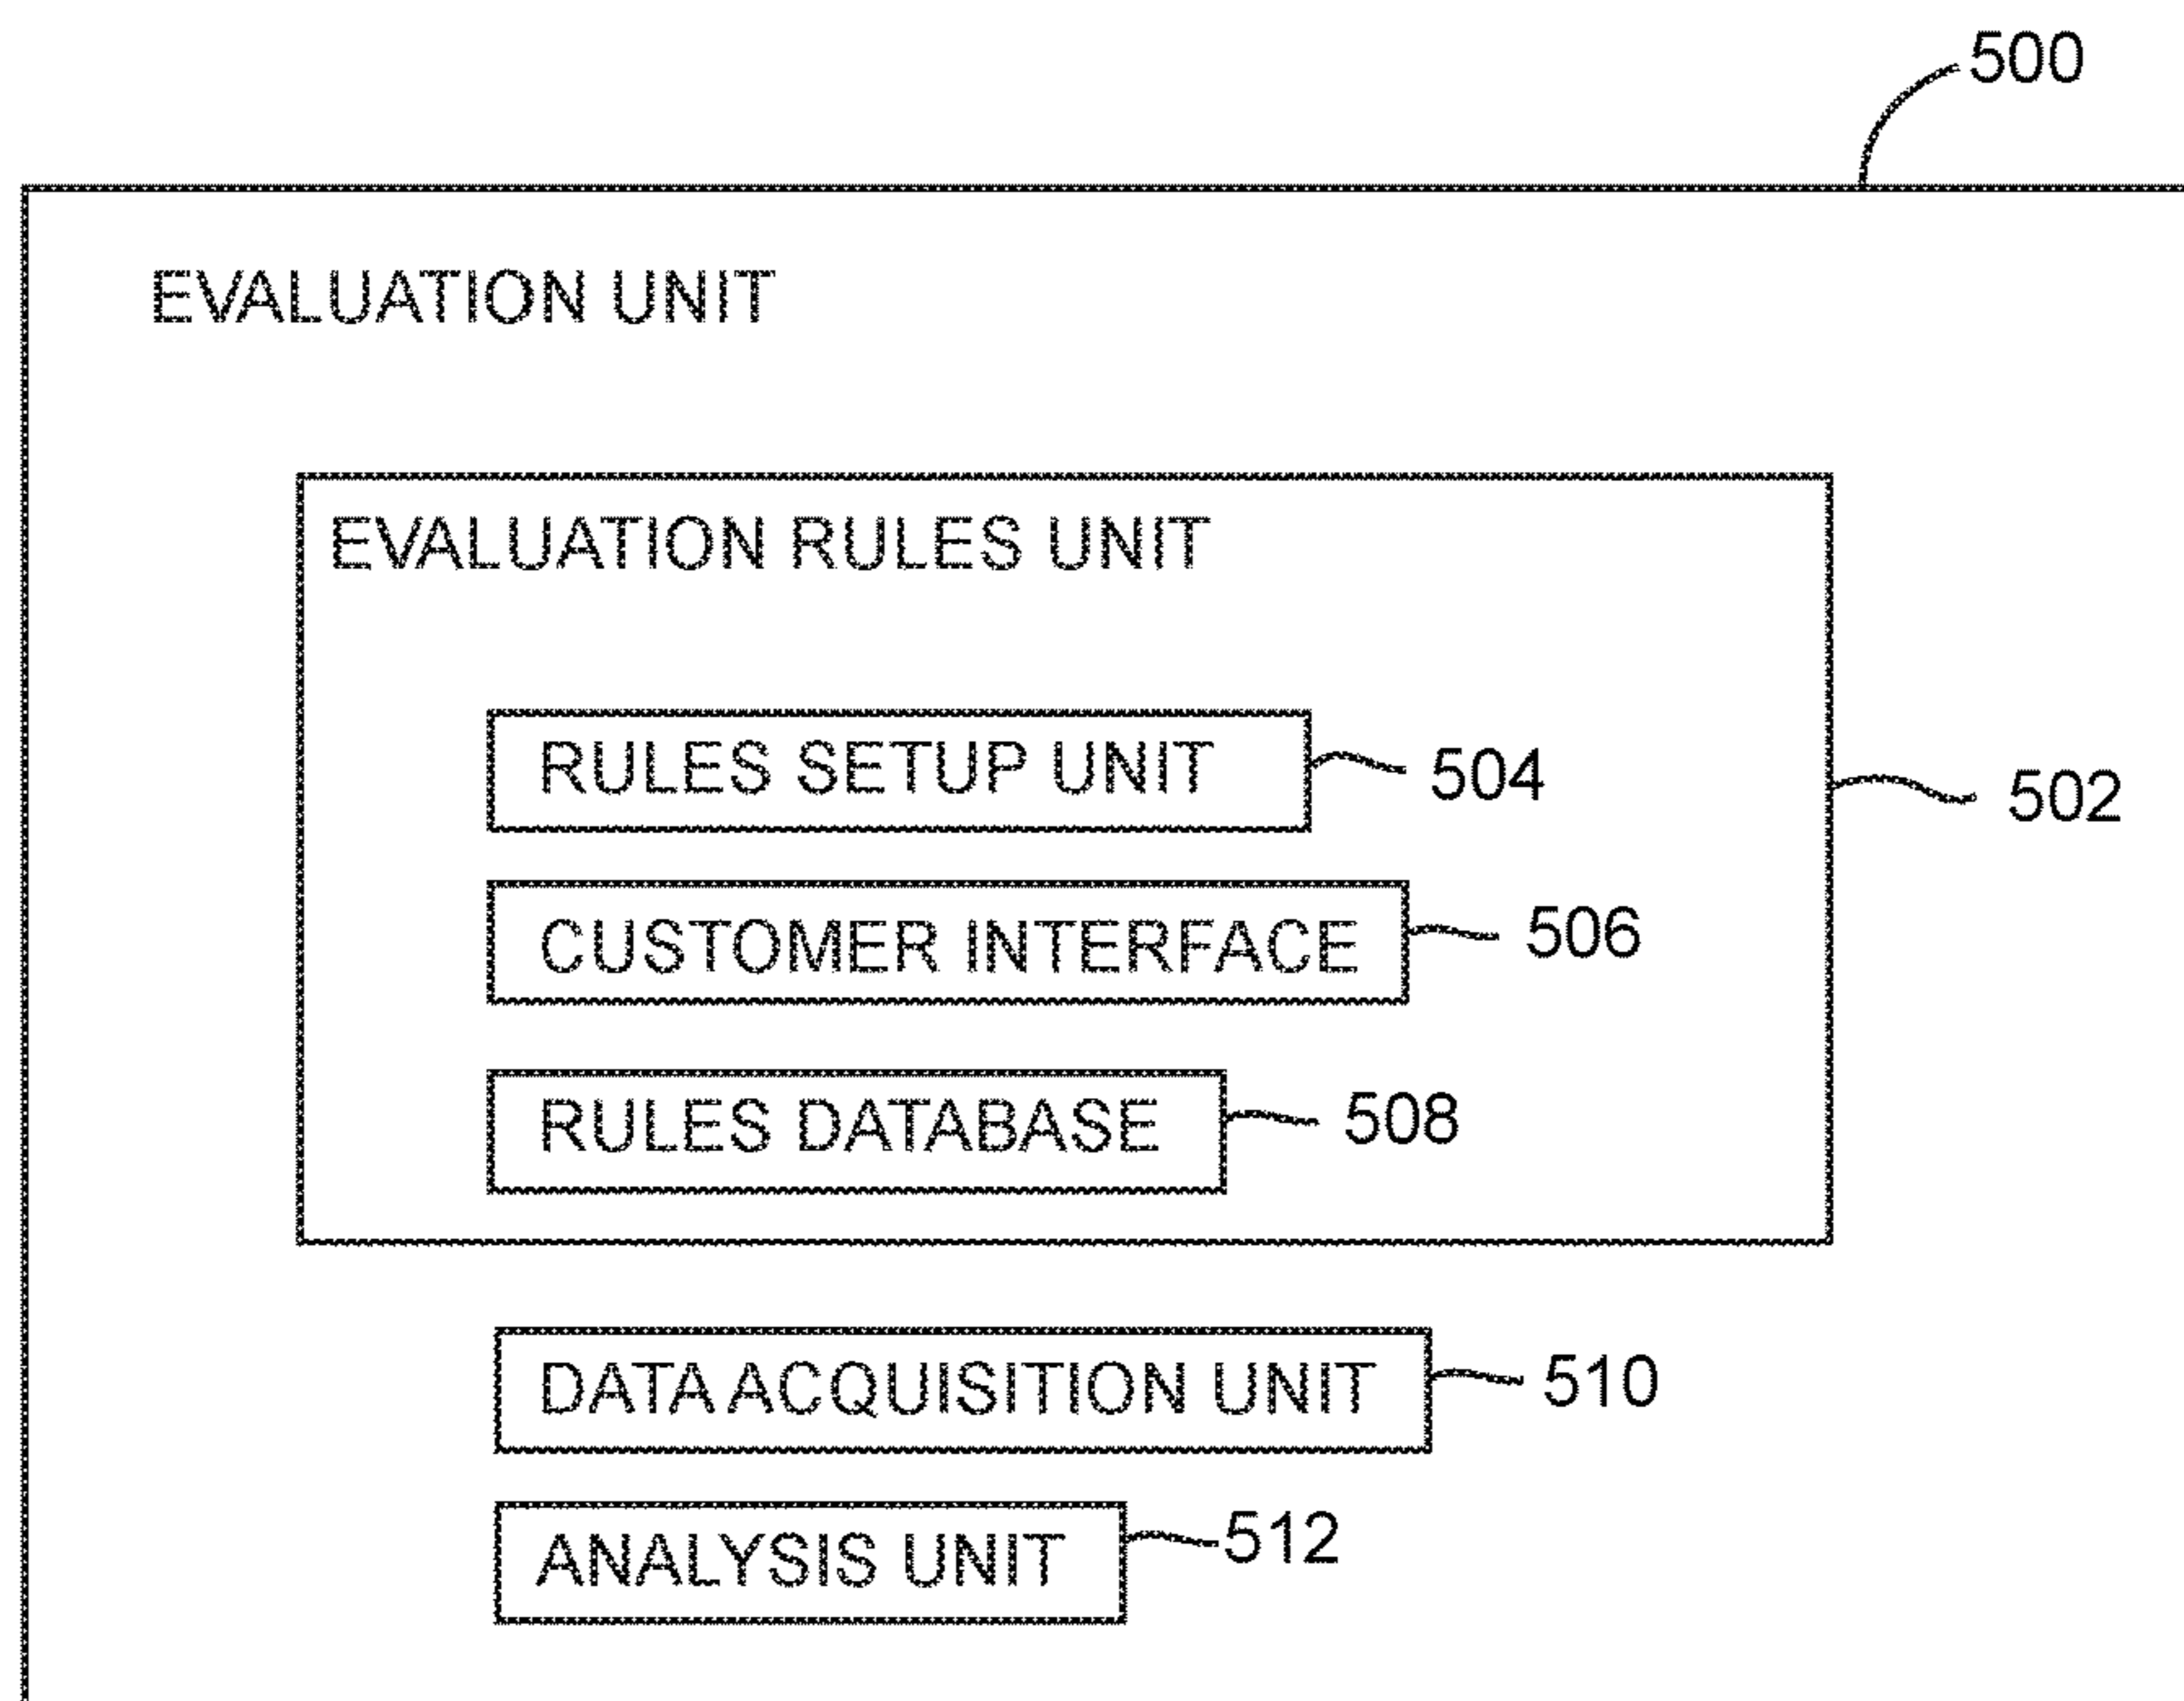 500
EVALUATION UNIT
EVALUATION RULES UNIT
RULES SETUP UNIT
504
502
CUSTOMER INTERFACE
506
RULES DATABASE
508
DATA ACQUISITION UNIT
510
ANALYSIS UNIT
512